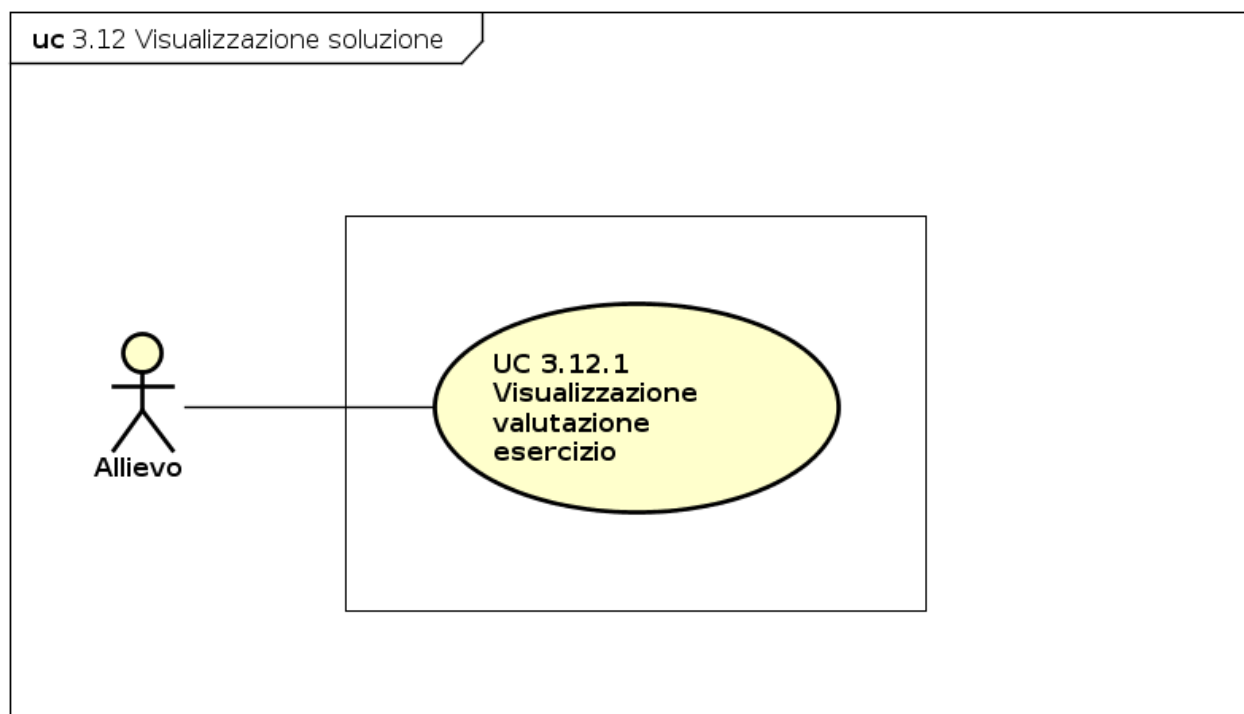 uc 3.12 Visualizzazione soluzione
UC 3.12.1
Visualizzazione
valutazione
esercizio
Allievo